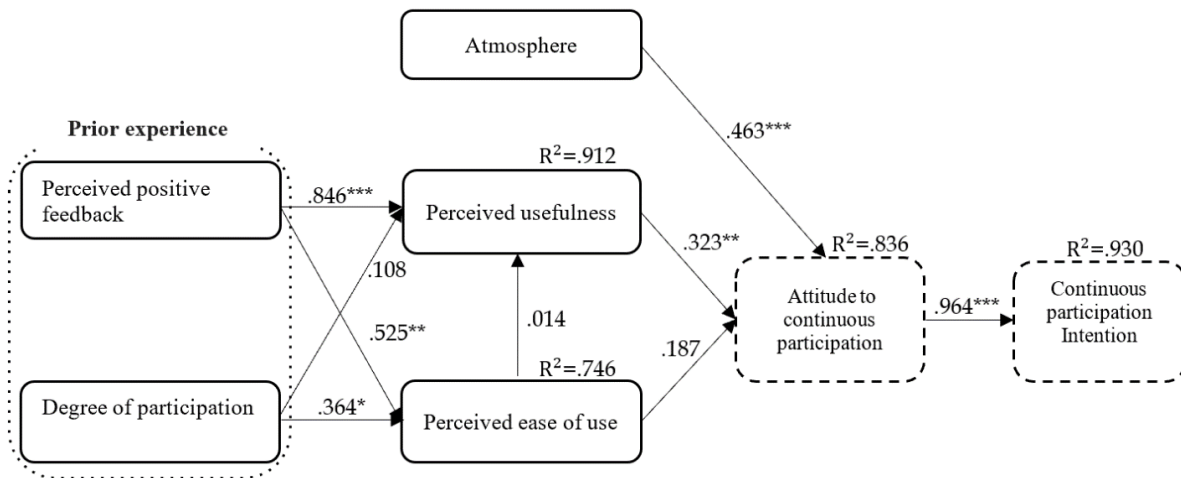 Atmosphere
.463***
Prior experience
R²=.912
R²=.836
R²=.930
Perceived positive
feedback
.846***
Perceived usefulness
.323**
.108
Attitude to
continuous
participation
.964***
Continuous
participation
Intention
.014
.525**
.187
R²=.746
Degree of participation
.364*
Perceived ease of use